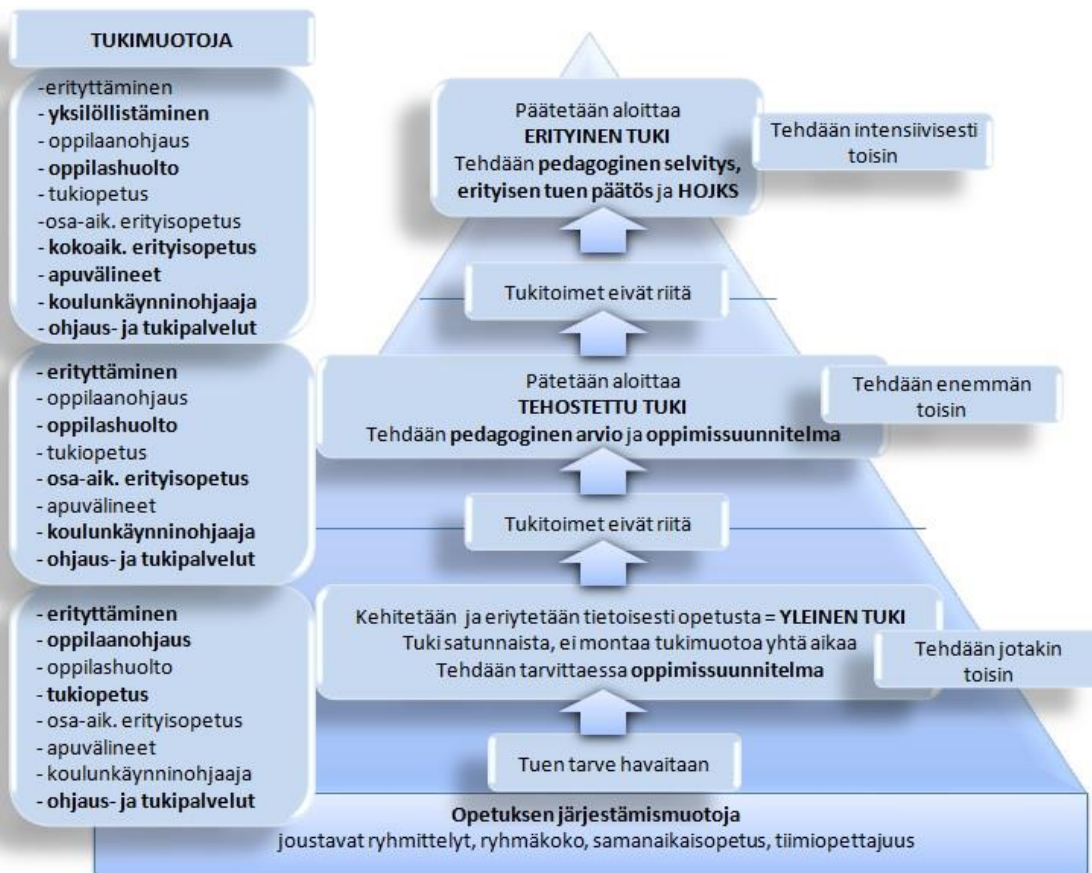 TUKIMUOTOJA
-erityttäminen
- yksilöllistäminen
- oppilaanohjaus
- oppilashuolto
- tukiopetus
-osa-aik. erityisopetus
- kokoaik. erityisopetus
- apuvälineet
- koulunkäynninohjaaja
- ohjaus- ja tukipalvelut
- erityttäminen
- oppilaanohjaus
- oppilashuolto
- tukiopetus
- osa-aik. erityisopetus
- apuvälineet
- koulunkäynninohjaaja
- ohjaus- ja tukipalvelut
- erityttäminen
- oppilaanohjaus
- oppilashuolto
- tukiopetus
- osa-aik. erityisopetus
- apuvälineet
- koulunkäynninohjaaja
- ohjaus- ja tukipalvelut
Päätetään aloittaa
ERITYINEN TUKI
Tehdään pedagoginen selvitys,
erityisen tuen päätös ja HOJKS
Tehdään intensiivisesti
toisin
Tukitoimet eivät riitä
Pätetään aloittaa
TEHOSTETTU TUKI
Tehdään pedagoginen arvio ja oppimissuunnitelma
Tehdään enemmän
toisin
Tukitoimet eivät riitä
Kehitetään ja eriytetään tietoisesti opetusta = YLEINEN TUKI
Tuki satunnaista, ei montaa tukimuotoa yhtä aikaa
Tehdään tarvittaessa oppimissuunnitelma
Tehdään jotakin
toisin
Tuen tarve havaitaan
Opetuksen järjestämismuotoja
joustavat ryhmittelyt, ryhmäkoko, samanaikaisopetus, tiimiopettajuus